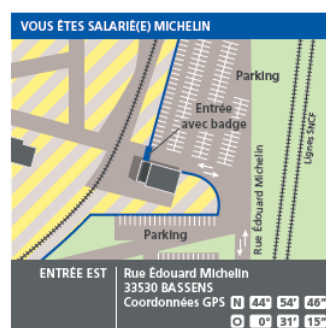 VOUS ÊTES SALARIÉ(E) MICHELIN
Parking
Entrée
avec badge
Lignes SNCF
Rue Édouard Michelin
Parking
ENTRÉE EST
Rue Édouard Michelin
33530 BASSENS
Coordonnées GPS N 44° 54' 46"
O 0° 31' 15"